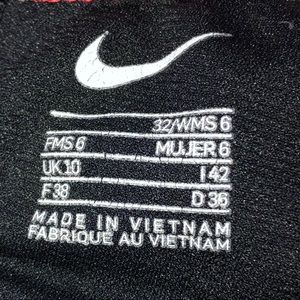 32/WMS 6
FMS 6 MUJER 6
UK 10 I 42
F 38 D 36
MADE IN VIETNAM
FABRIQUE AU VIETNAM